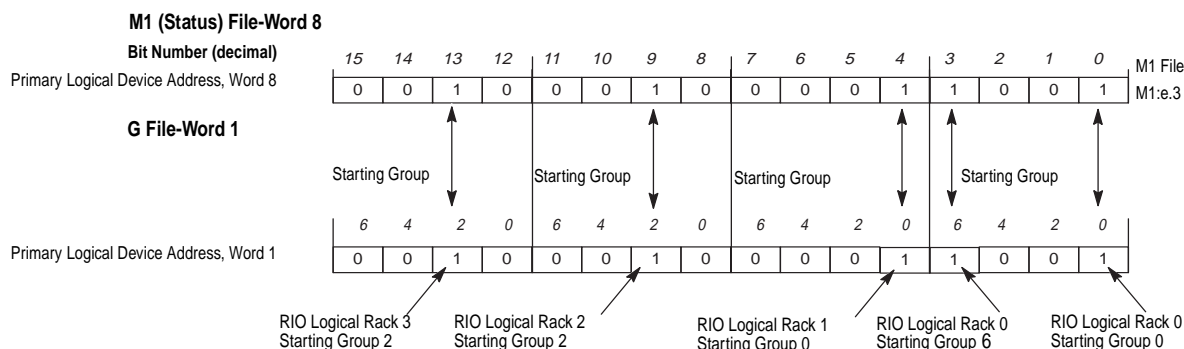 M1 (Status) File-Word 8
Bit Number (decimal)
15 14 13 12 11 10 9 8 7 6 5 4 3 2 1 0
M1 File
Primary Logical Device Address, Word 8
0 0 1 0 0 0 1 0 0 0 0 1 1 0 0 1
M1:e.3
G File-Word 1
Starting Group Starting Group Starting Group Starting Group
6 4 2 0 6 4 2 0 6 4 2 0 6 4 2 0
Primary Logical Device Address, Word 1
0 0 1 0 0 0 1 0 0 0 0 1 1 0 0 1
RIO Logical Rack 3
Starting Group 2
RIO Logical Rack 2
Starting Group 2
RIO Logical Rack 1
Starting Group 0
RIO Logical Rack 0
Starting Group 6
RIO Logical Rack 0
Starting Group 0